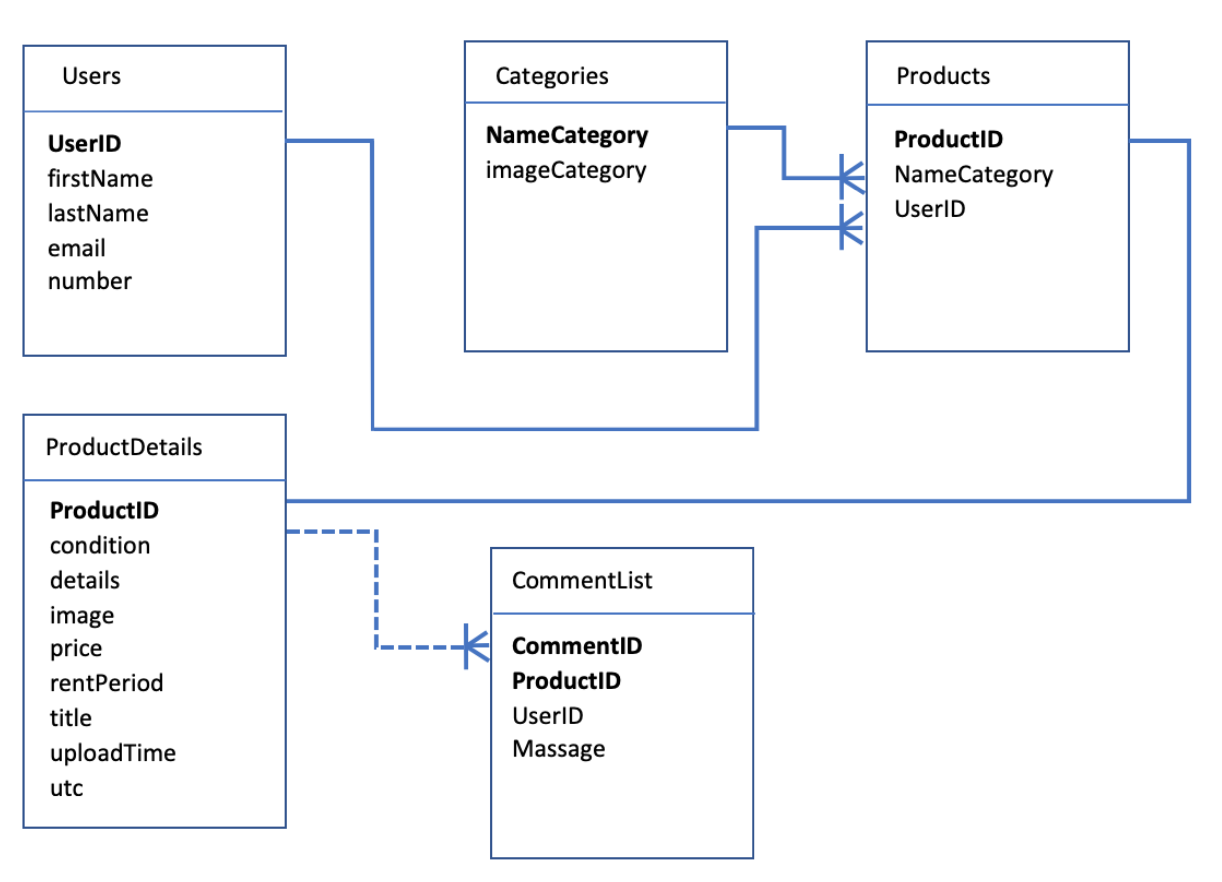 Users
UserID
firstName
lastName
email
number
Categories
NameCategory
imageCategory
Products
ProductID
NameCategory
UserID
ProductDetails
ProductID
condition
details
image
price
rentPeriod
title
uploadTime
utc
CommentList
CommentID
ProductID
UserID
Massage